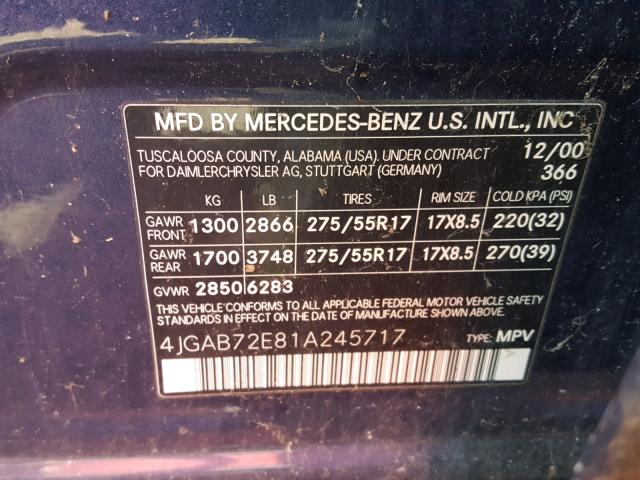 MFD BY MERCEDES-BENZ U.S. INTL., INC
TUSCALOOSA COUNTY, ALABAMA (USA). UNDER CONTRACT 12/00
FOR DAIMLERCHRYSLER AG, STUTTGART (GERMANY) 366
KG LB TIRES RIM SIZE COLD KPA (PSI)
GAWR FRONT 1300 2866 275/55R17 17X8.5 220(32)
GAWR REAR 1700 3748 275/55R17 17X8.5 270(39)
GVWR 2850 6283
THIS VEHICLE CONFORMS TO ALL APPLICABLE FEDERAL MOTOR VEHICLE SAFETY
STANDARDS IN EFFECT ON THE DATE OF MANUFACTURE SHOWN ABOVE.
4JGAB72E81A245717 TYPE: MPV